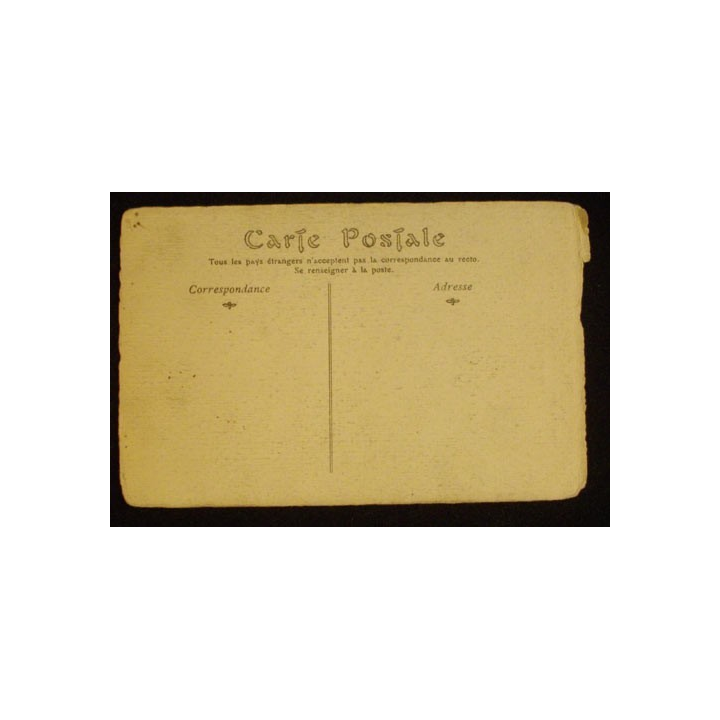 Carte Postale
Tous les pays étrangers n'acceptent pas la correspondance au recto.
Se renseigner à la poste.
Correspondance
Adresse